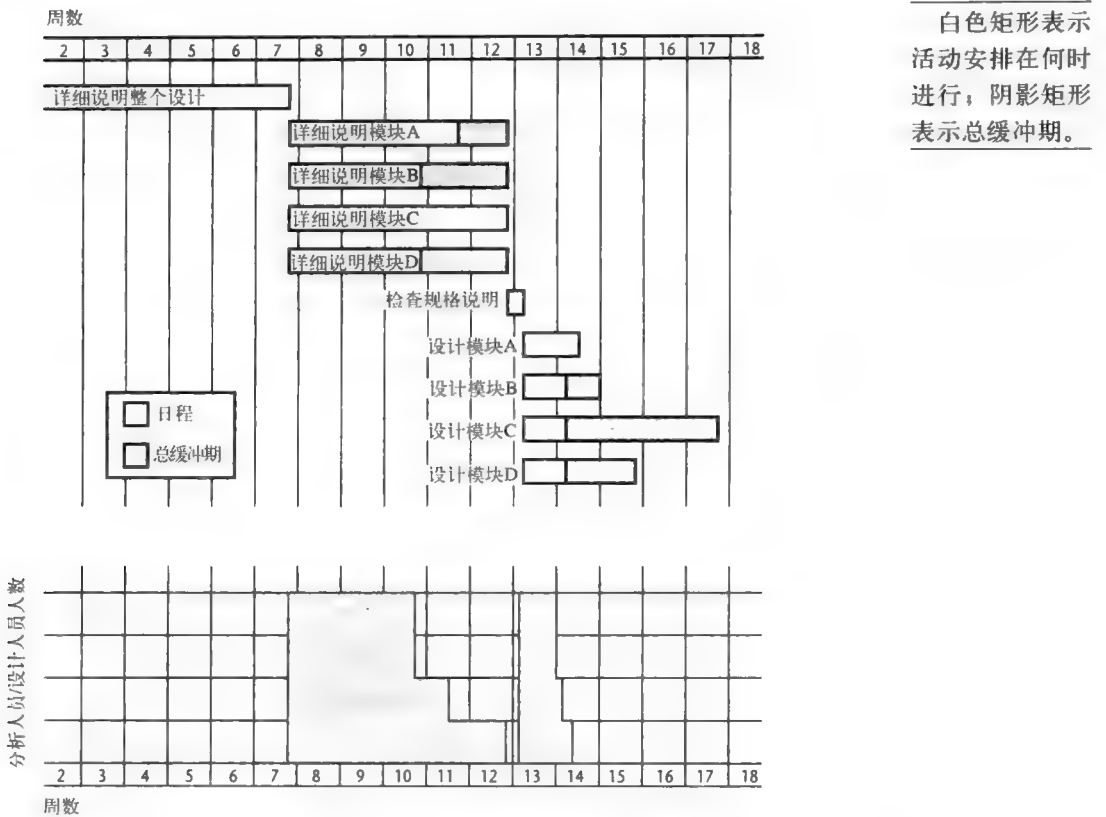 周数
2 3 4 5 6 7 8 9 10 11 12 13 14 15 16 17 18
详细说明整个设计
详细说明模块A
详细说明模块B
详细说明模块C
详细说明模块D
检查规格说明
设计模块A
设计模块B
设计模块C
设计模块D
日程
总缓冲期
白色矩形表示
活动安排在何时
进行；阴影矩形
表示总缓冲期。
分析人员/设计人员人数
2 3 4 5 6 7 8 9 10 11 12 13 14 15 16 17 18
周数